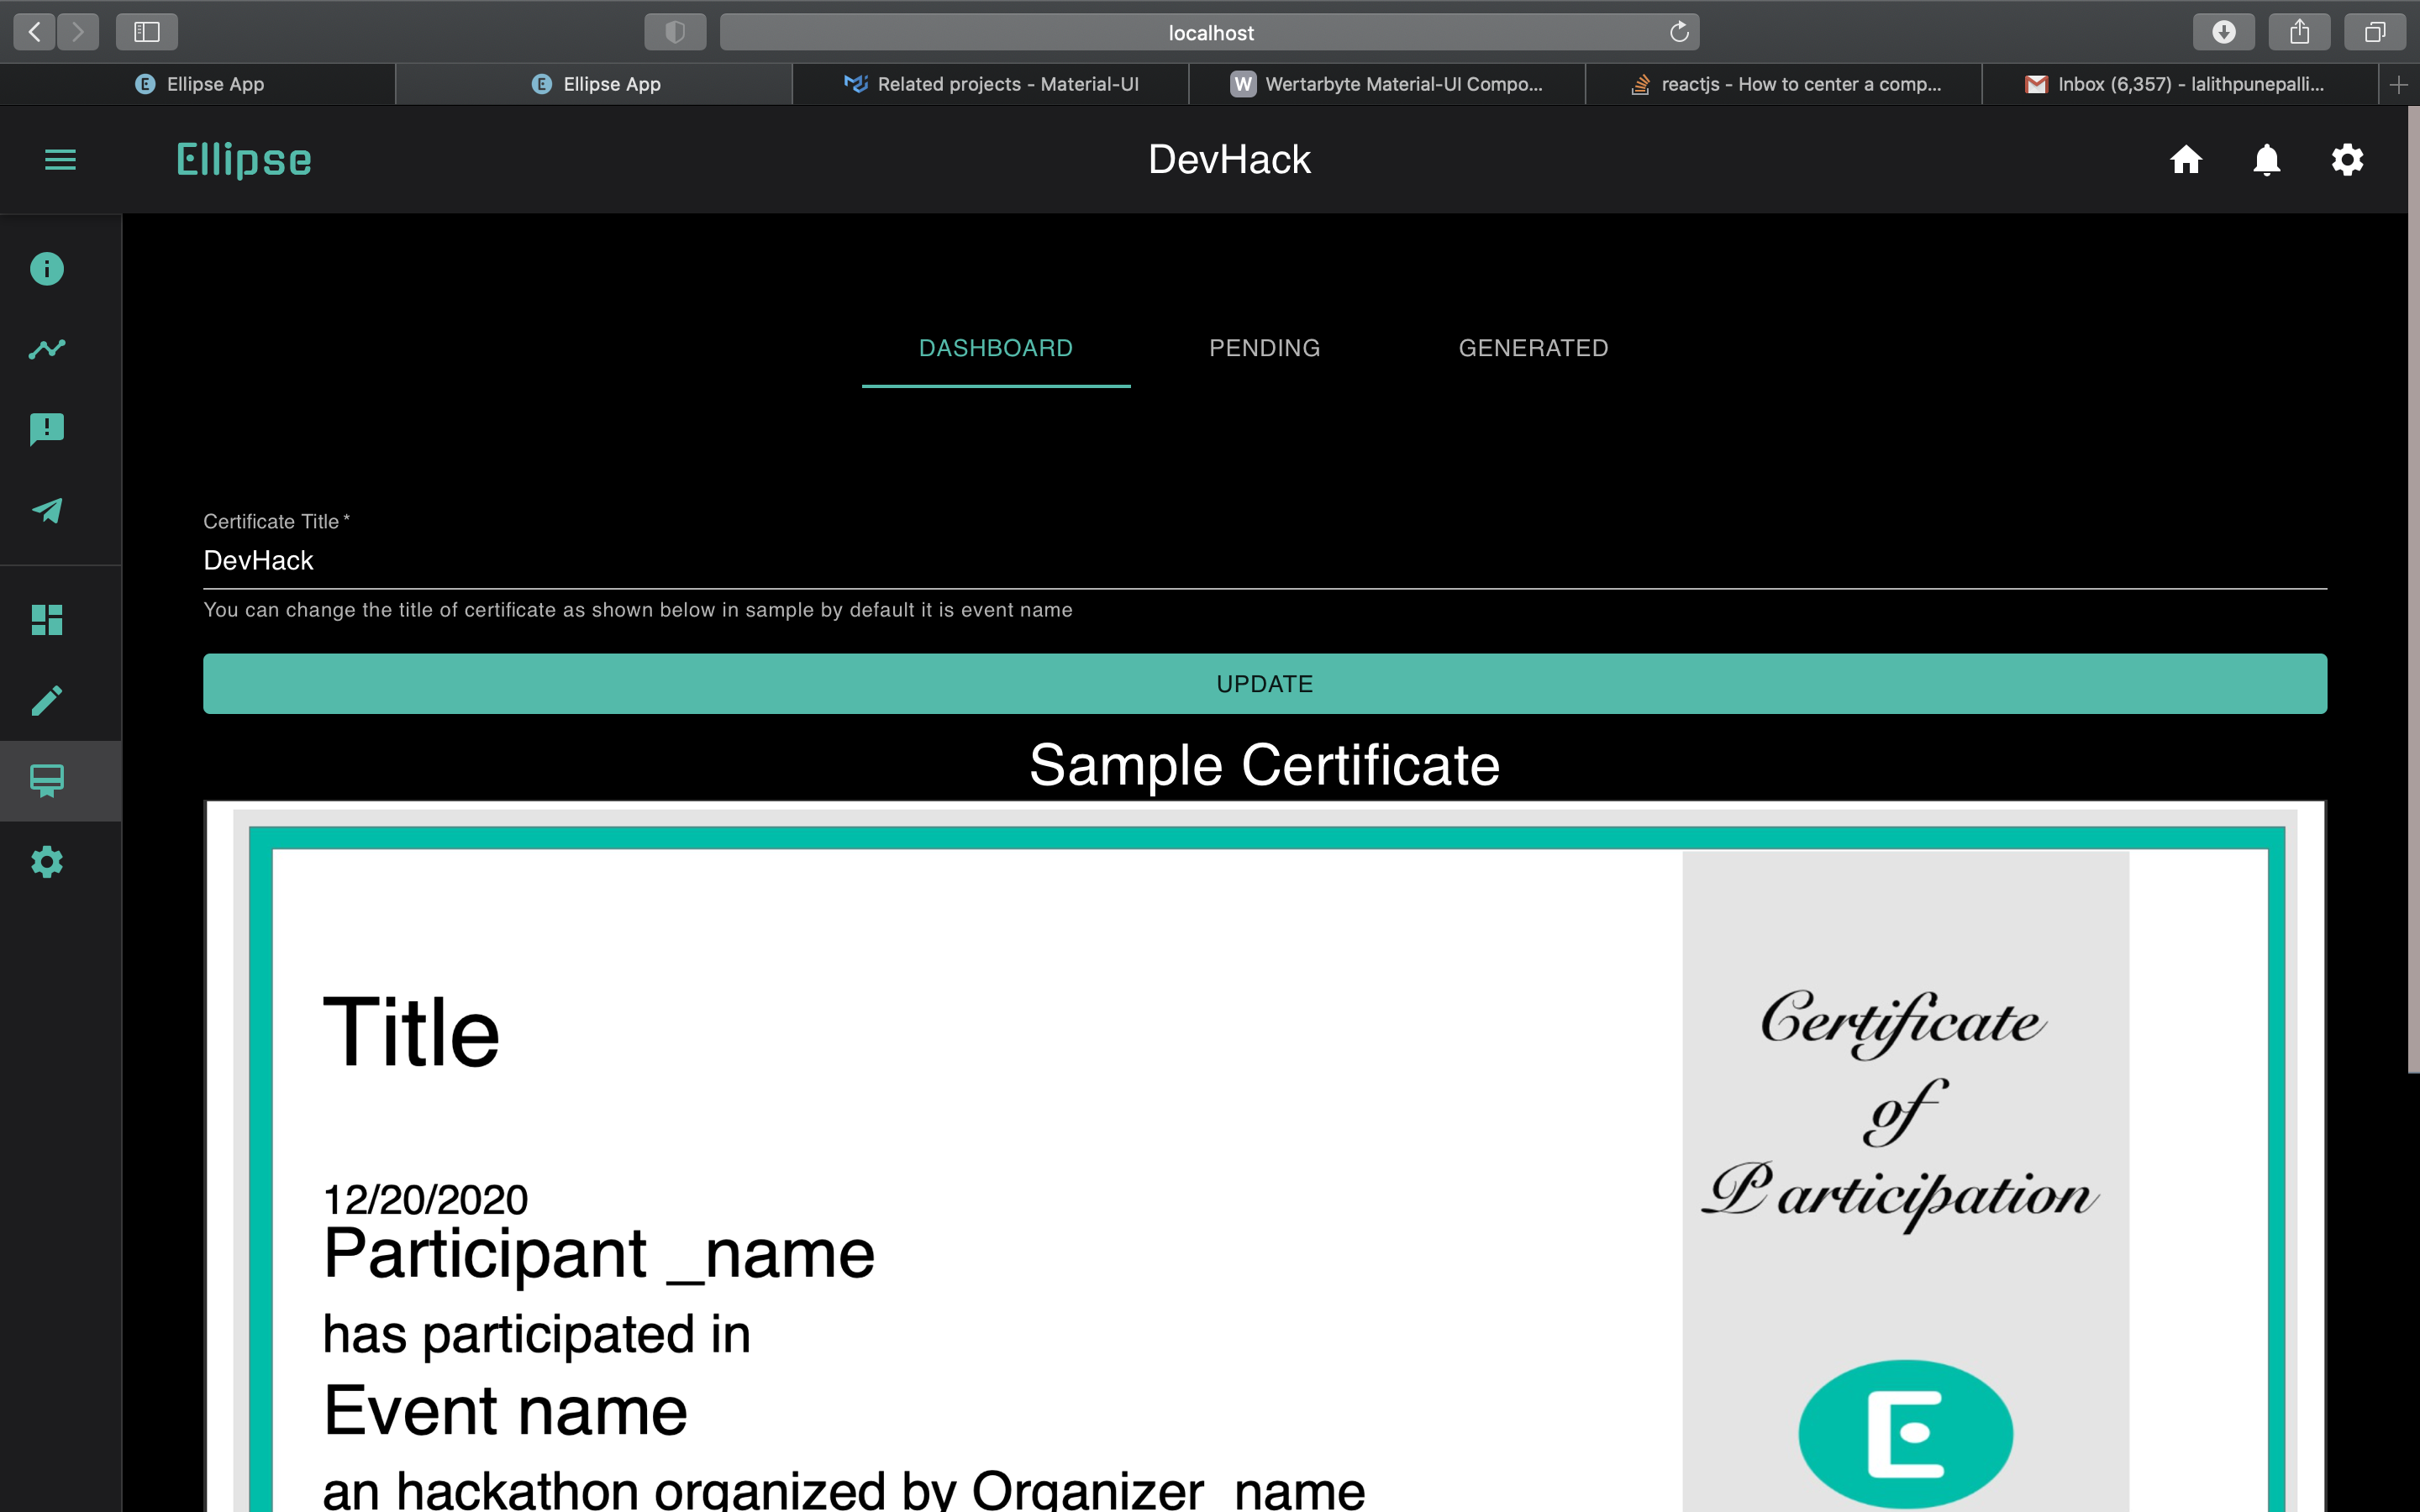 localhost
Ellipse App
Ellipse App
Related projects - Material-UI
W Wertarbyte Material-UI Compo...
reactjs - How to center a comp...
Inbox (6,357) - lalithpunepalli...
Ellipse
DevHack
DASHBOARD
PENDING
GENERATED
Certificate Title *
DevHack
You can change the title of certificate as shown below in sample by default it is event name
UPDATE
Sample Certificate
Title
12/20/2020
Participant _name
has participated in
Event name
an hackathon organized by Organizer_name
Certificate
of
Participation
E